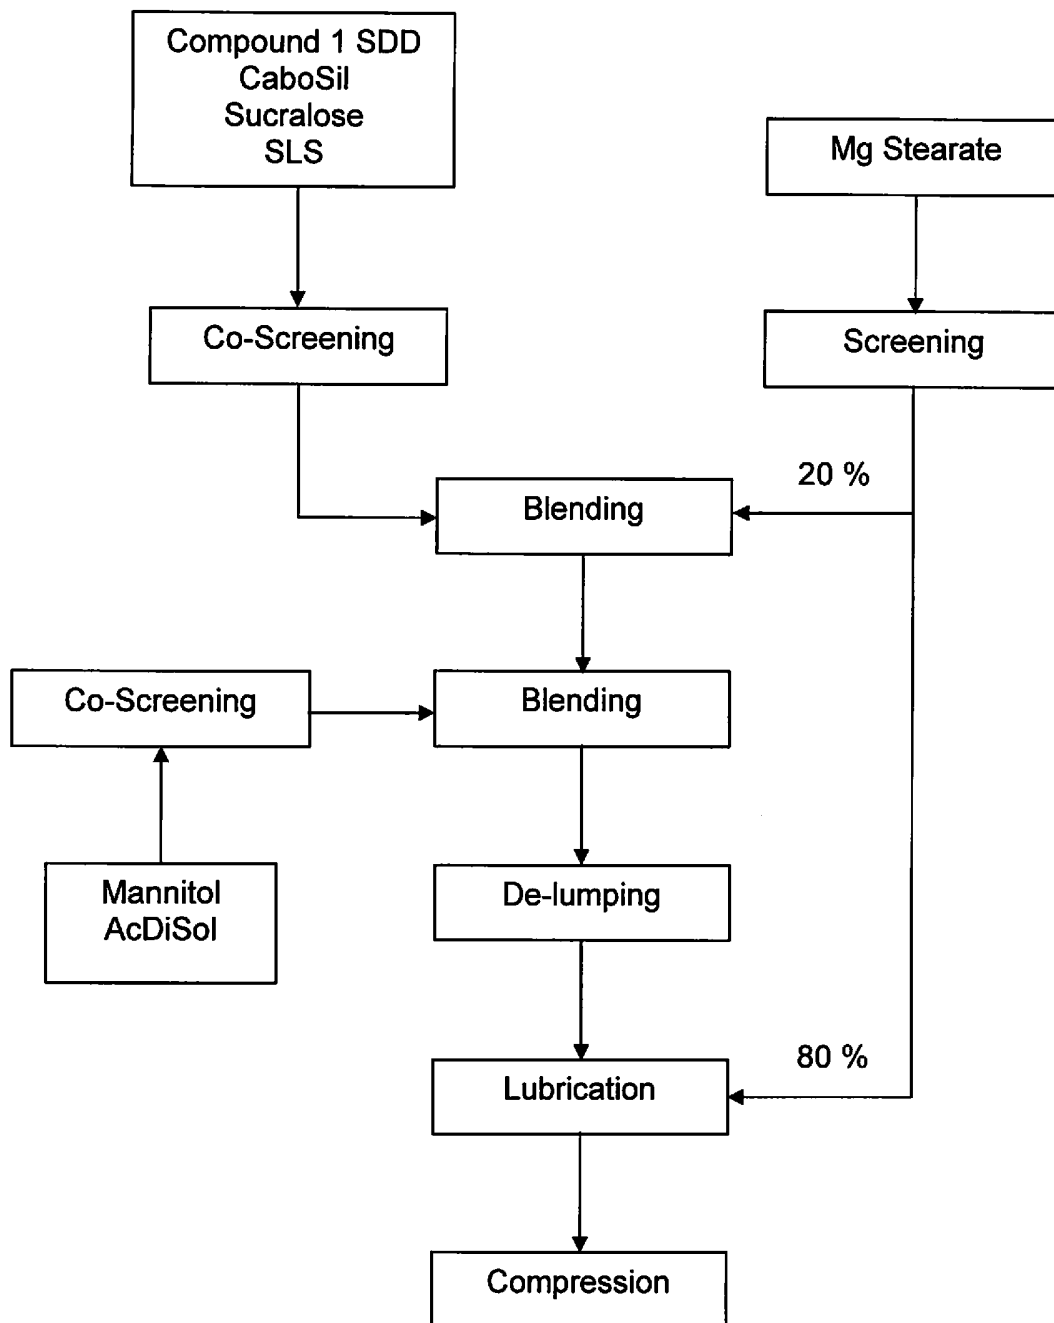 Compound 1 SDD
CaboSil
Sucralose
SLS
Mg Stearate
Co-Screening
Screening
20 %
Blending
Co-Screening
Blending
Mannitol
AcDiSol
De-lumping
80 %
Lubrication
Compression